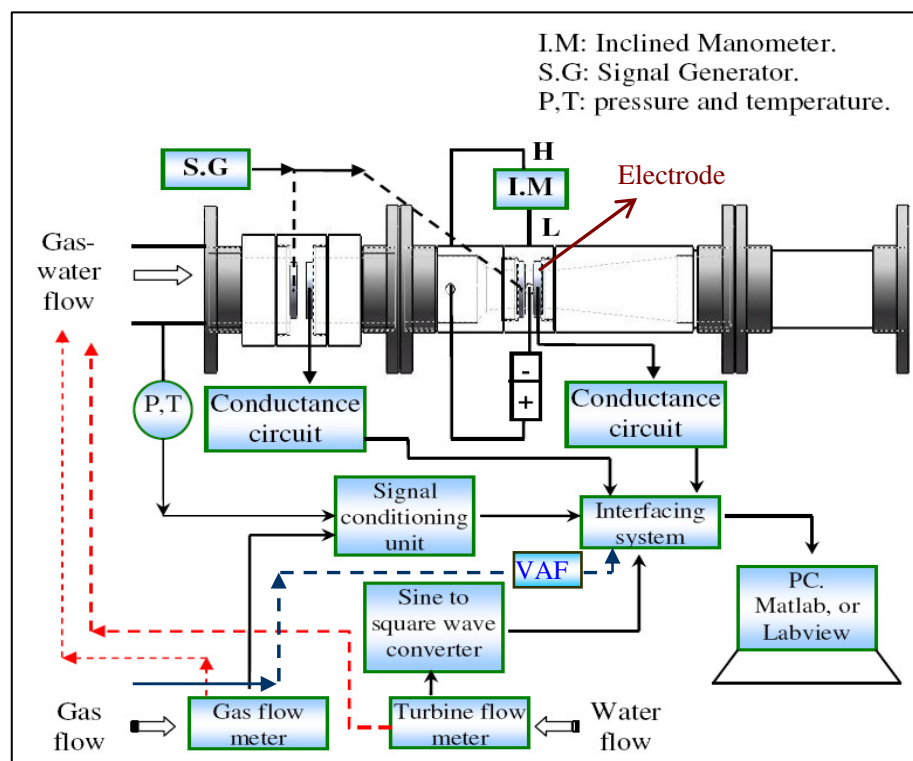 I.M: Inclined Manometer.
S.G: Signal Generator.
P,T: pressure and temperature.
S.G
H
I.M
L
Electrode
Gas-
water
flow
P,T
Conductance
circuit
-
+
Conductance
circuit
Signal
conditioning
unit
Interfacing
system
VAF
Sine to
square wave
converter
PC.
Matlab, or
Labview
Gas
flow
Gas flow
meter
Turbine flow
meter
Water
flow